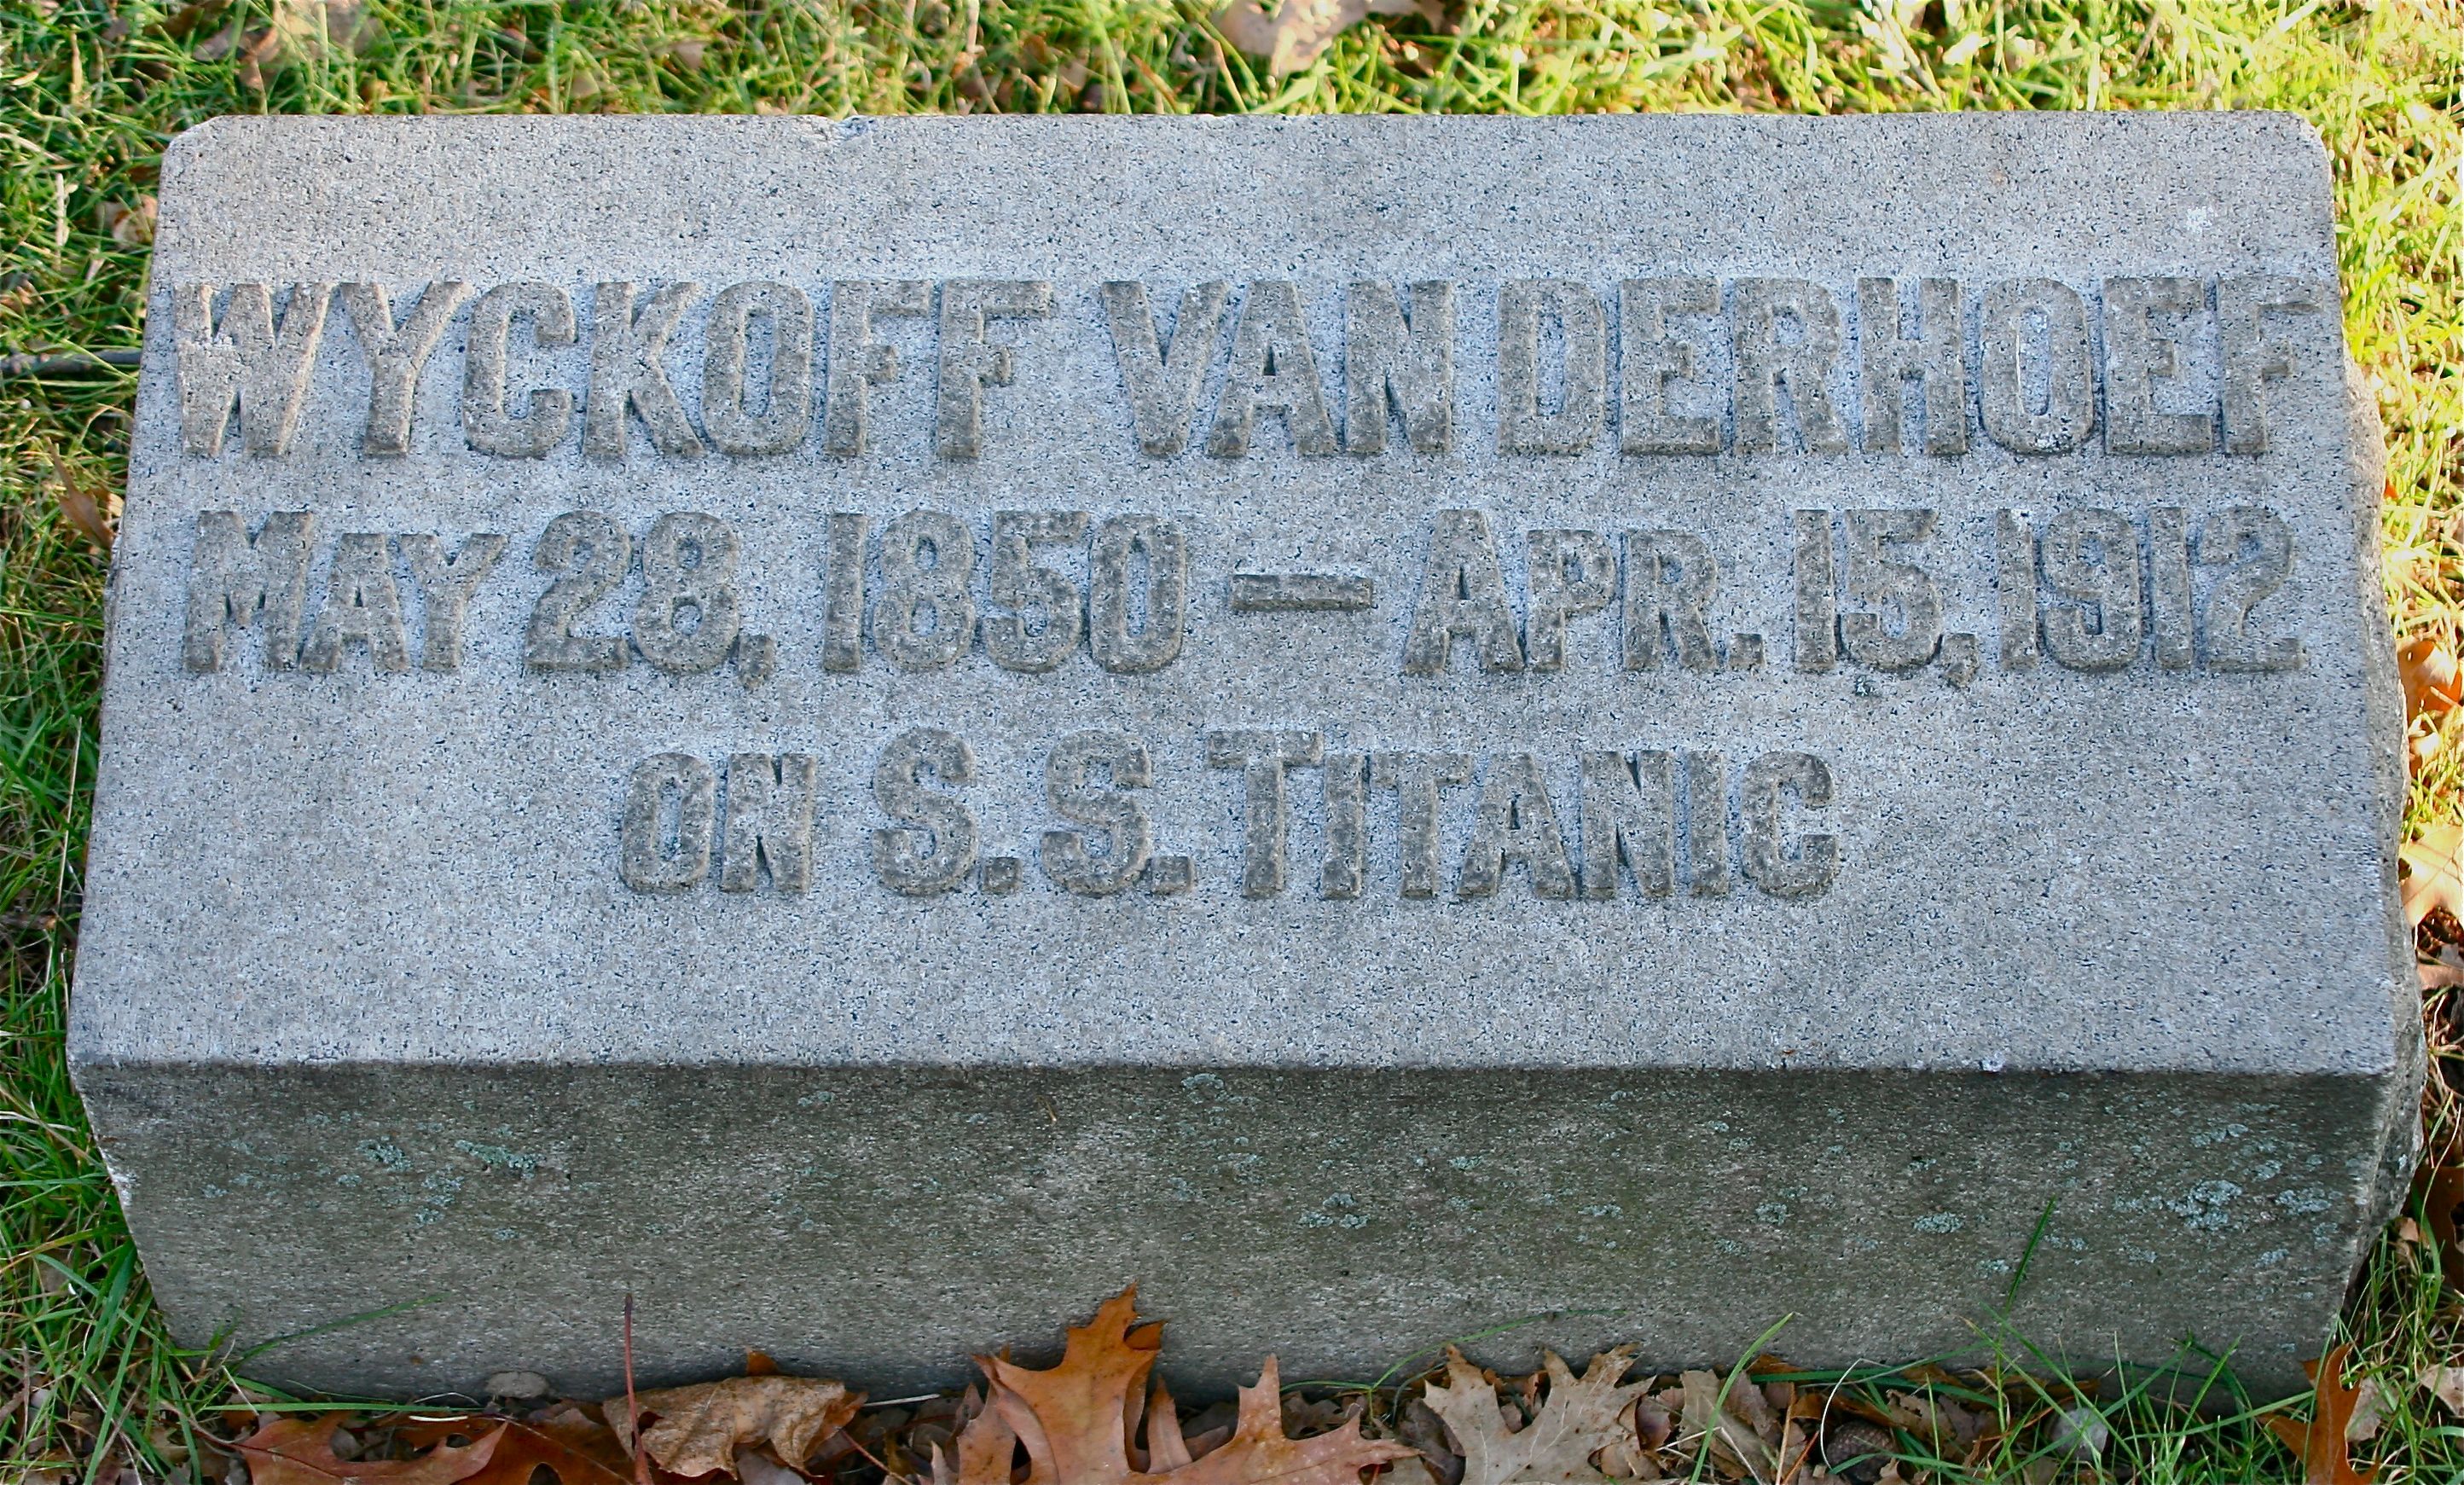 WYCKOFF VAN DERHOEF
MAY 28, 1850 — APR. 15, 1912
ON S.S. TITANIC